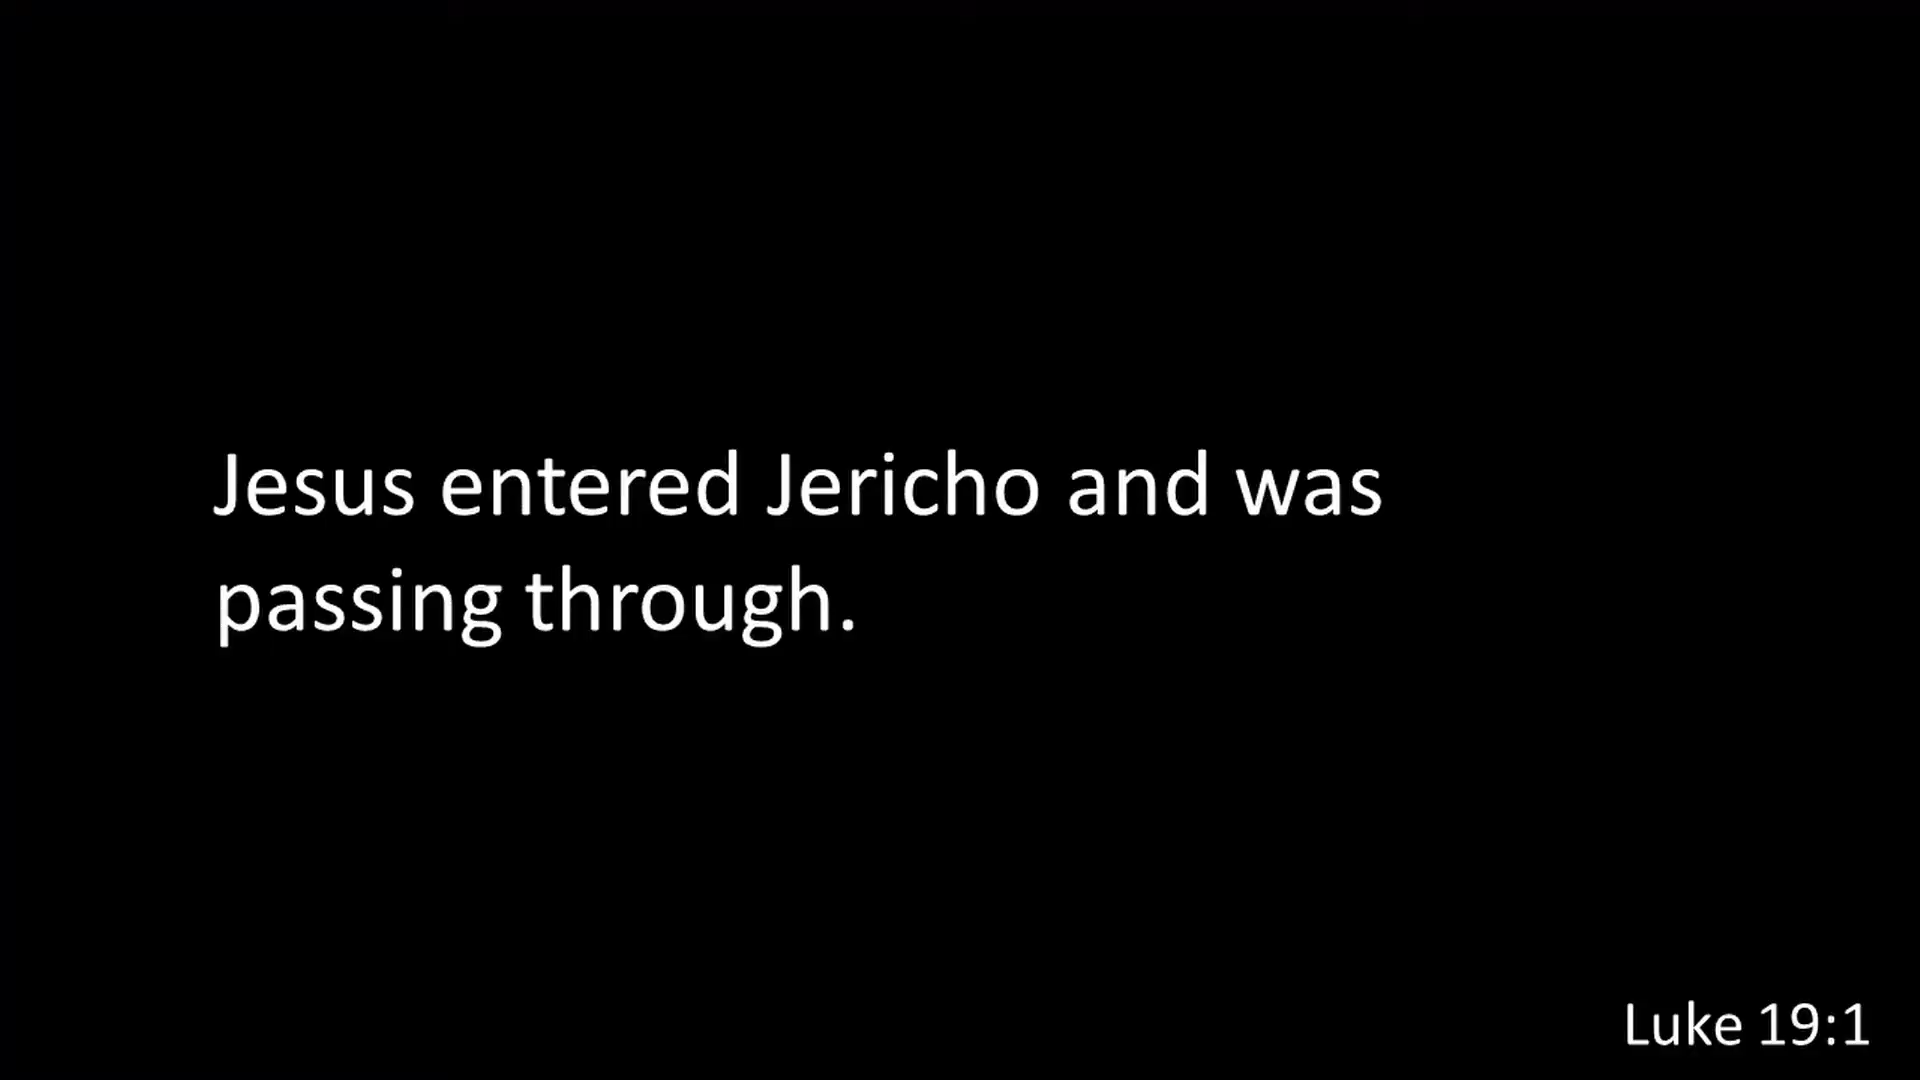 Jesus entered Jericho and was
passing through.
Luke 19:1